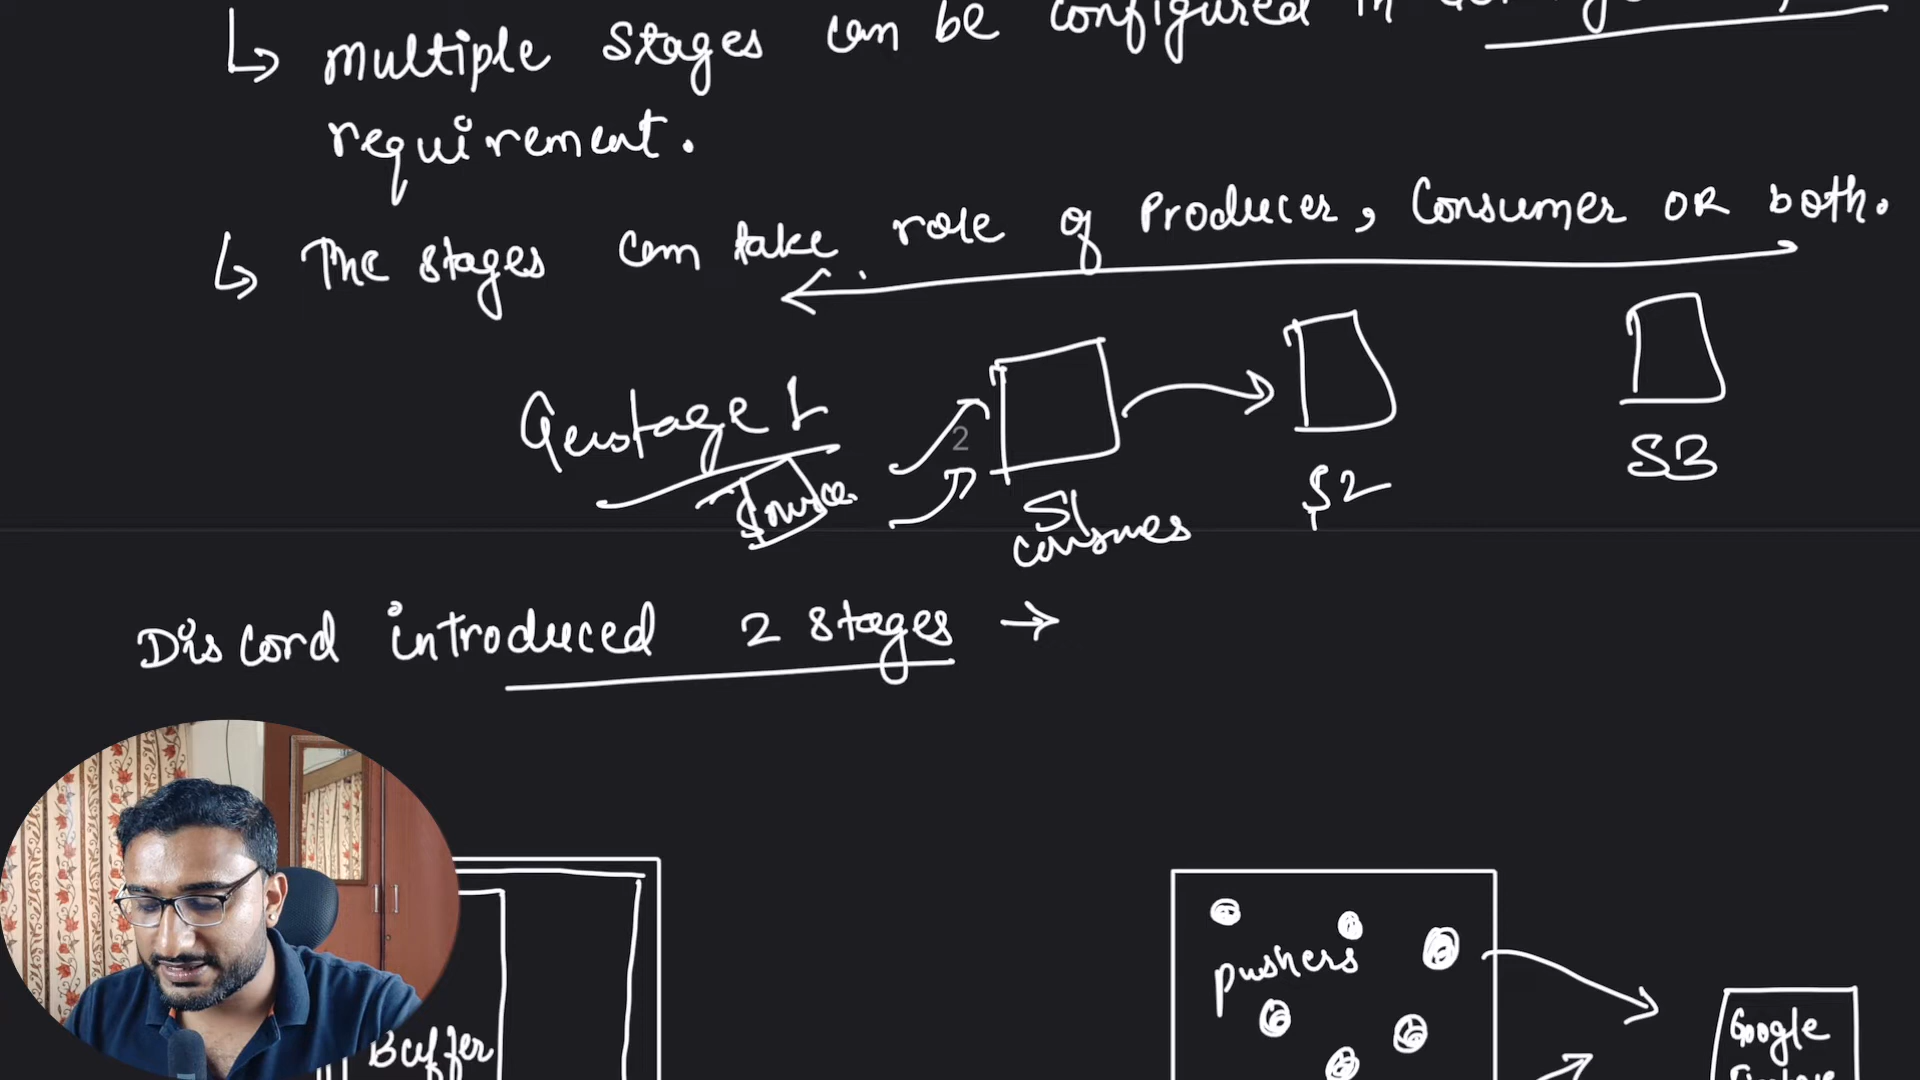 ↳ multiple stages can be configured in
requirement.
↳ The stages can take role of Producer, Consumer OR both.
Genstage 1
Source
2
S1
consumes
S2
S3
Discord introduced 2 stages →
Buffer
pushers
Google